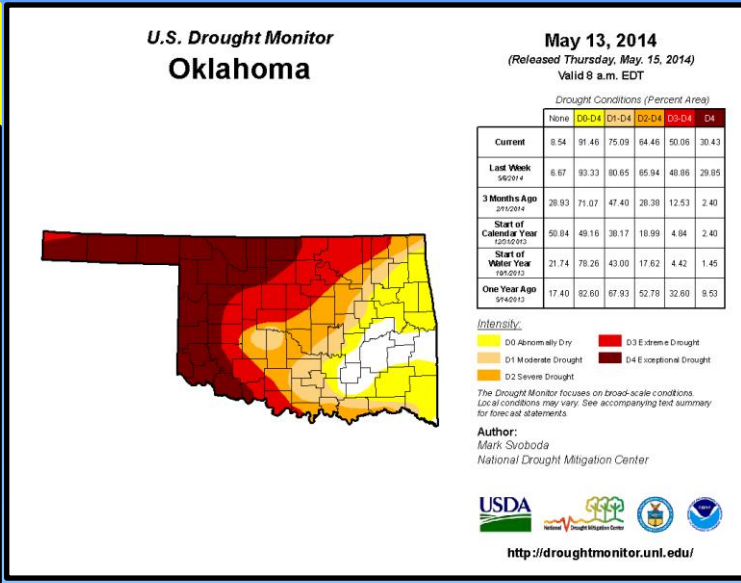 U.S. Drought Monitor
Oklahoma
May 13, 2014
(Released Thursday, May. 15, 2014)
Valid 8 a.m. EDT
Drought Conditions (Percent Area)
None D0-D4 D1-D4 D2-D4 D3-D4 D4
Current 8.54 91.46 75.09 64.46 50.06 30.43
Last Week 6.67 93.33 80.65 65.94 48.86 29.85
5/6/2014
3 Months Ago 28.93 71.07 47.40 28.38 12.53 2.40
2/11/2014
Start of
Calendar Year 50.84 49.16 38.17 18.99 4.84 2.40
12/31/2013
Start of
Water Year 21.74 78.26 43.00 17.62 4.42 1.45
10/1/2013
One Year Ago 17.40 82.60 67.93 52.78 32.60 9.53
5/14/2013
Intensity:
D0 Abnormally Dry
D1 Moderate Drought
D2 Severe Drought
D3 Extreme Drought
D4 Exceptional Drought
The Drought Monitor focuses on broad-scale conditions.
Local conditions may vary. See accompanying text summary
for forecast statements.
Author:
Mark Svoboda
National Drought Mitigation Center
USDA
National Drought Mitigation Center
http://droughtmonitor.unl.edu/